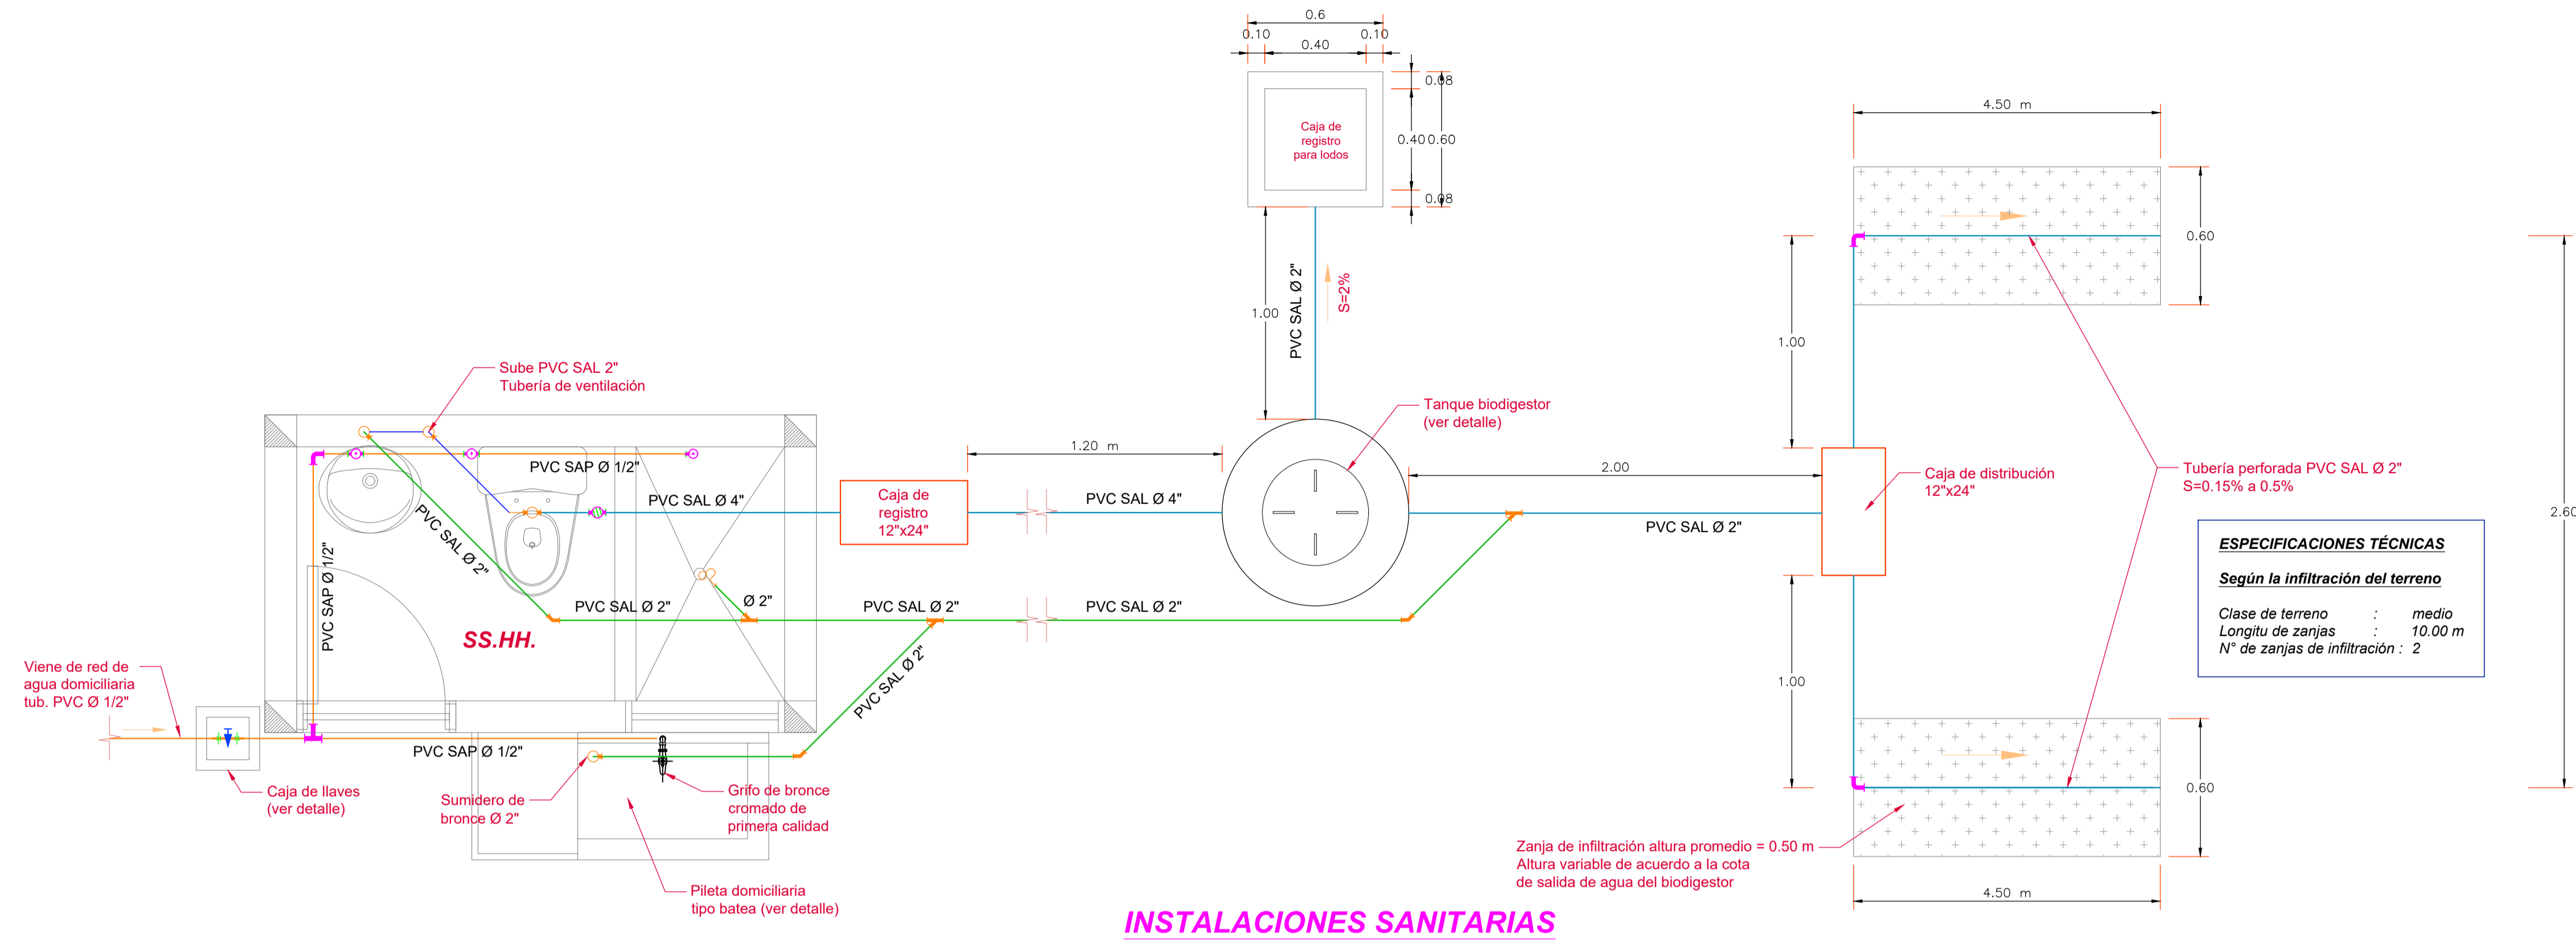 0.6
0.10
0.10
0.40
0.08
0.40
0.60
0.08
Caja de
registro
para lodos
4.50 m
0.60
1.00
PVC SAL Ø 2"
S=2%
1.00
Sube PVC SAL 2"
Tubería de ventilación
Tanque biodigestor
(ver detalle)
1.20 m
2.00
PVC SAP Ø 1/2"
PVC SAL Ø 4"
Caja de
registro
12"x24"
PVC SAL Ø 4"
PVC SAL Ø 2"
Caja de distribución
12"x24"
Tubería perforada PVC SAL Ø 2"
S=0.15% a 0.5%
2.60
PVC SAL Ø 2"
PVC SAP Ø 1/2"
PVC SAL Ø 2"
Ø 2"
PVC SAL Ø 2"
PVC SAL Ø 2"
SS.HH.
ESPECIFICACIONES TÉCNICAS
Según la infiltración del terreno
Clase de terreno : medio
Longitu de zanjas : 10.00 m
N° de zanjas de infiltración : 2
Viene de red de
agua domiciliaria
tub. PVC Ø 1/2"
PVC SAL Ø 2"
1.00
PVC SAP Ø 1/2"
Caja de llaves
(ver detalle)
Sumidero de
bronce Ø 2"
Grifo de bronce
cromado de
primera calidad
0.60
Zanja de infiltración altura promedio = 0.50 m
Altura variable de acuerdo a la cota
de salida de agua del biodigestor
4.50 m
Pileta domiciliaria
tipo batea (ver detalle)
INSTALACIONES SANITARIAS